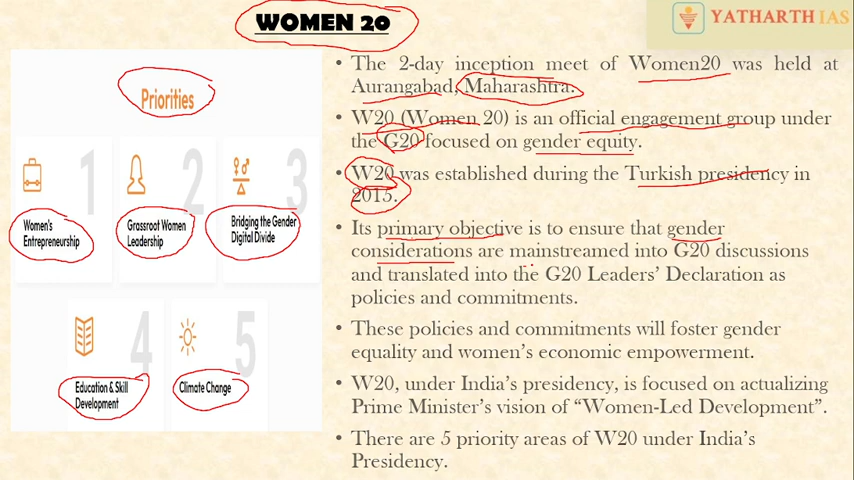 WOMEN 20
YATHARTH IAS
Priorities
1
2
3
Women's
Entrepreneurship
Grassroot Women
Leadership
Bridging the Gender
Digital Divide
4
5
Education & Skill
Development
Climate Change
• The 2-day inception meet of Women20 was held at
Aurangabad, Maharashtra.
• W20 (Women 20) is an official engagement group under
the G20 focused on gender equity.
• W20 was established during the Turkish presidency in
2015.
• Its primary objective is to ensure that gender
considerations are mainstreamed into G20 discussions
and translated into the G20 Leaders' Declaration as
policies and commitments.
• These policies and commitments will foster gender
equality and women's economic empowerment.
• W20, under India's presidency, is focused on actualizing
Prime Minister's vision of “Women-Led Development”.
• There are 5 priority areas of W20 under India's
Presidency.